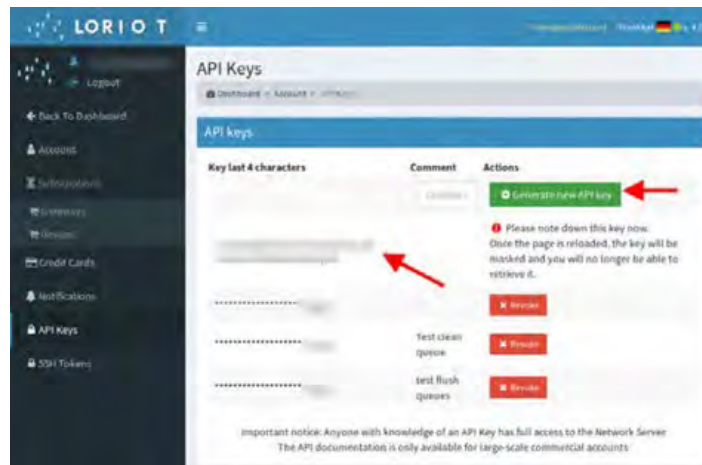 LORIOT
Logout
API Keys
Dashboard > Account >
Back To Dashboard
API keys
Account
Key last 4 characters Comment Actions
Subscriptions
Generate new API key
Gateways
Please note down this key now.
Devices
Once the page is reloaded, the key will be
masked and you will no longer be able to
retrieve it.
Credit Cards
Notifications
******************* Revoke
API Keys
******************* Test clean
queue
Revoke
SSH Tokens
******************* test flush
queues
Revoke
Important notice: Anyone with knowledge of an API Key has full access to the Network Server
The API documentation is only available for large-scale commercial accounts